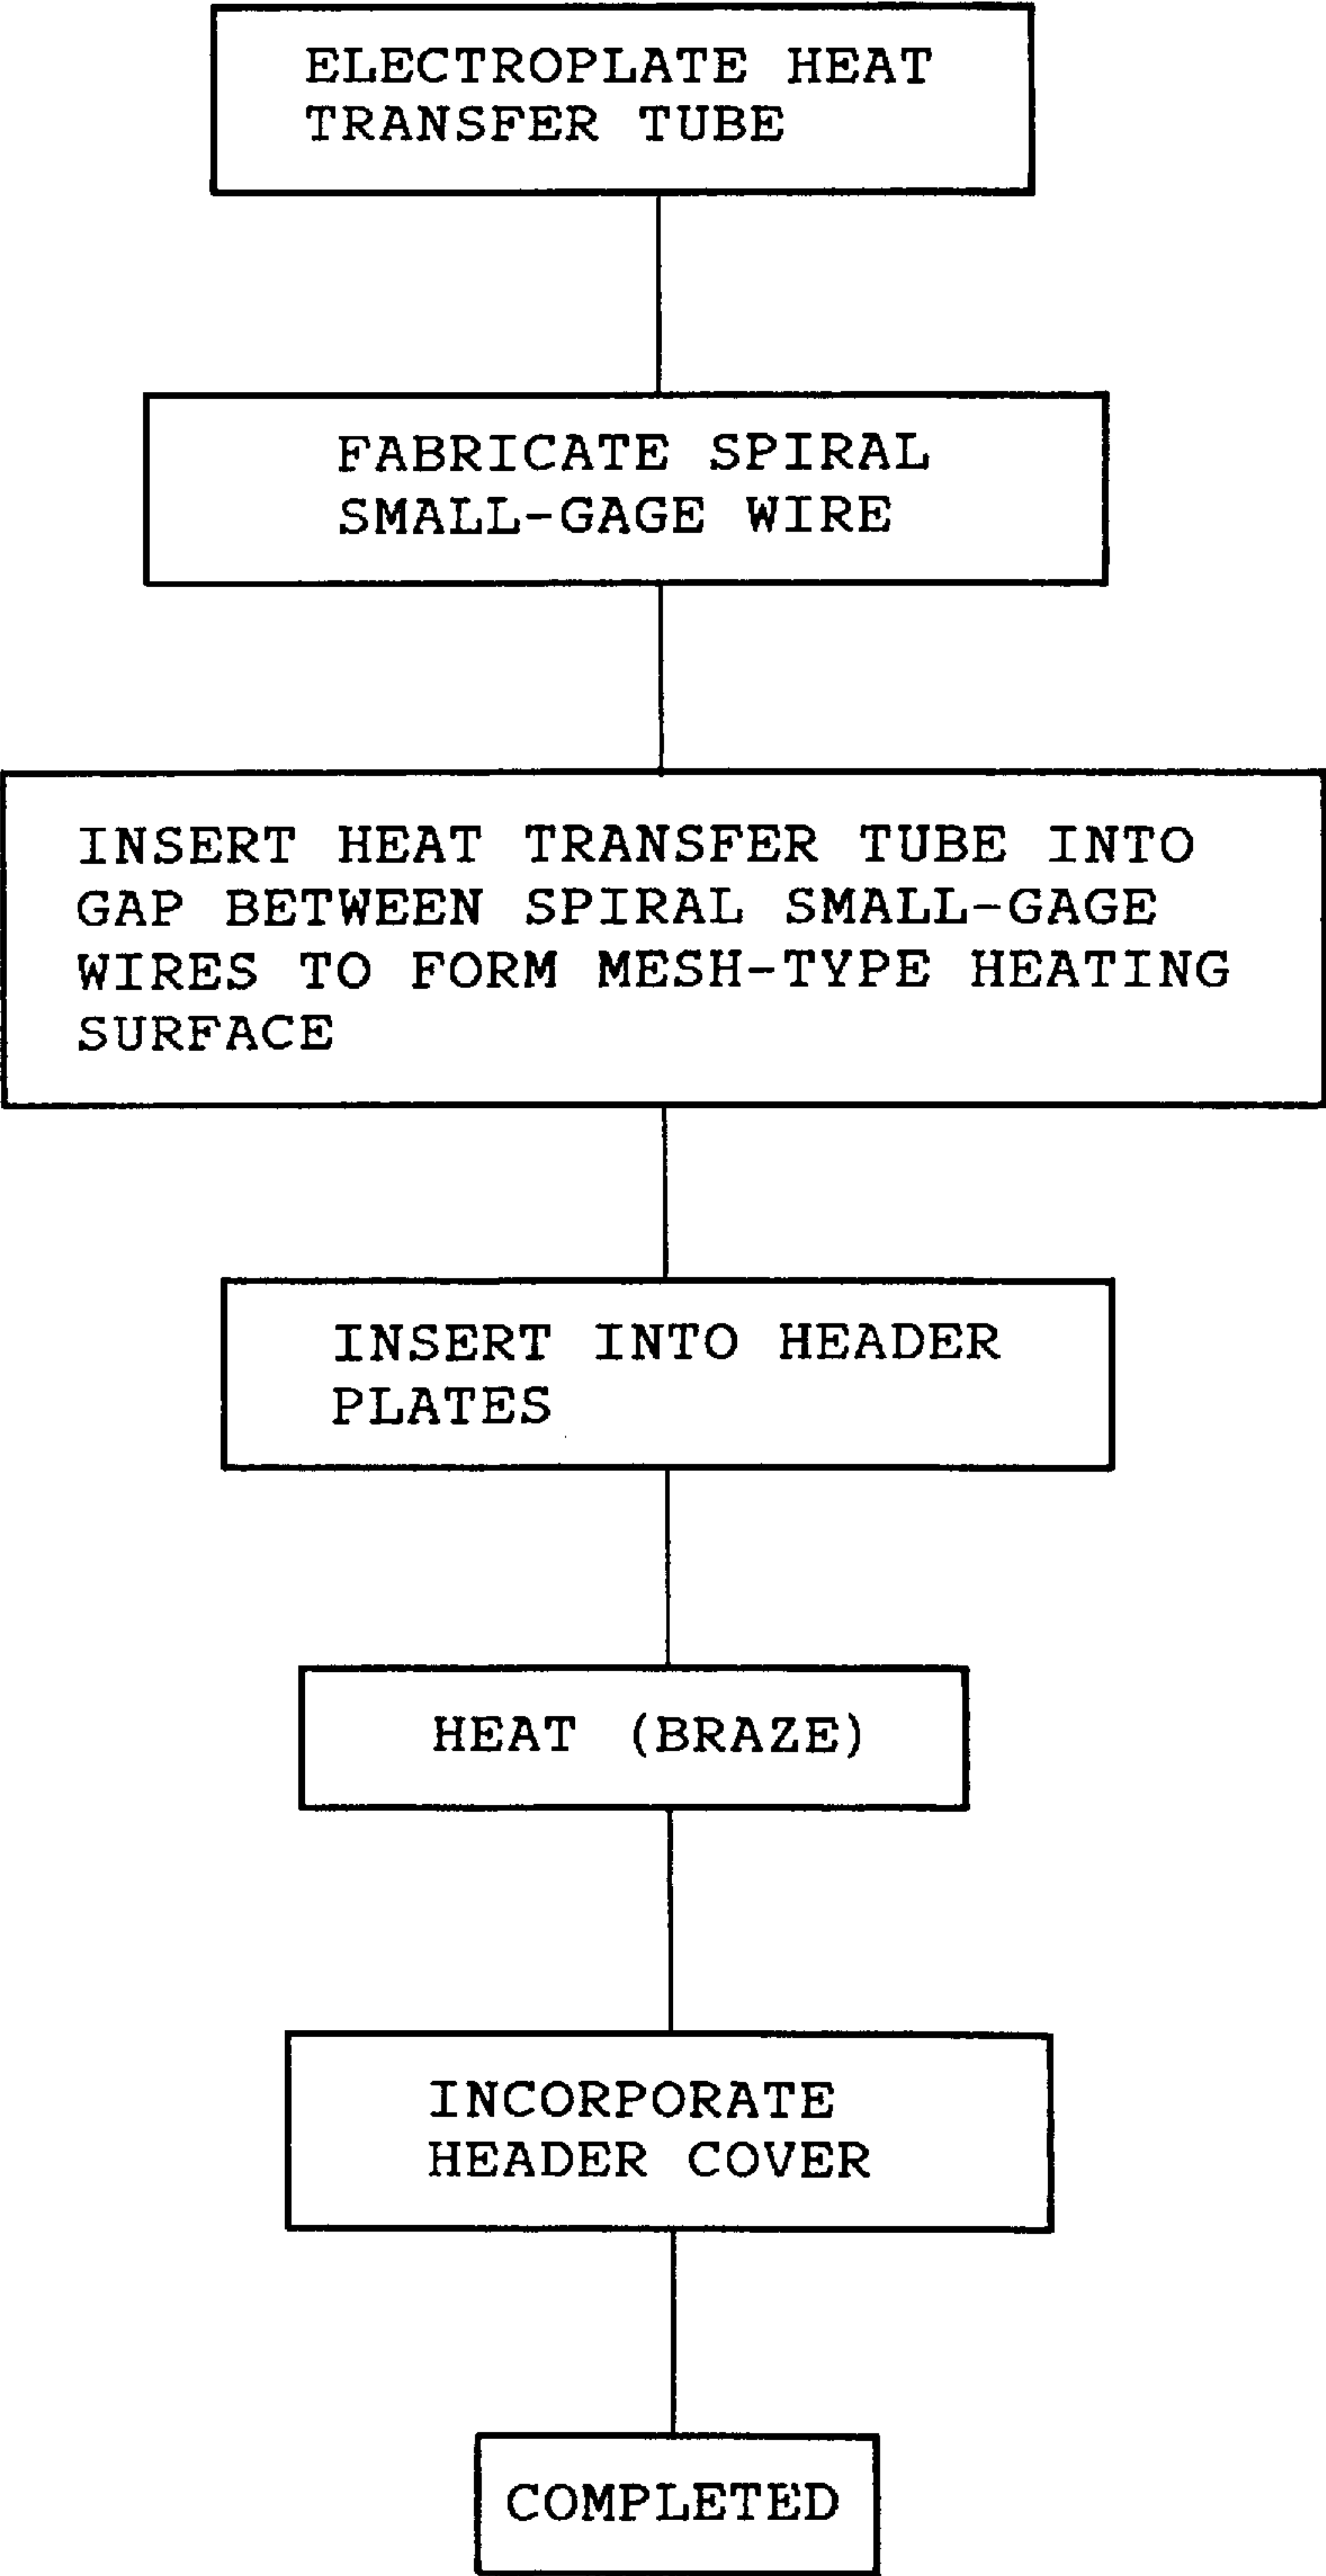 ELECTROPLATE HEAT
TRANSFER TUBE
FABRICATE SPIRAL
SMALL-GAGE WIRE
INSERT HEAT TRANSFER TUBE INTO
GAP BETWEEN SPIRAL SMALL-GAGE
WIRES TO FORM MESH-TYPE HEATING
SURFACE
INSERT INTO HEADER
PLATES
HEAT (BRAZE)
INCORPORATE
HEADER COVER
COMPLETED